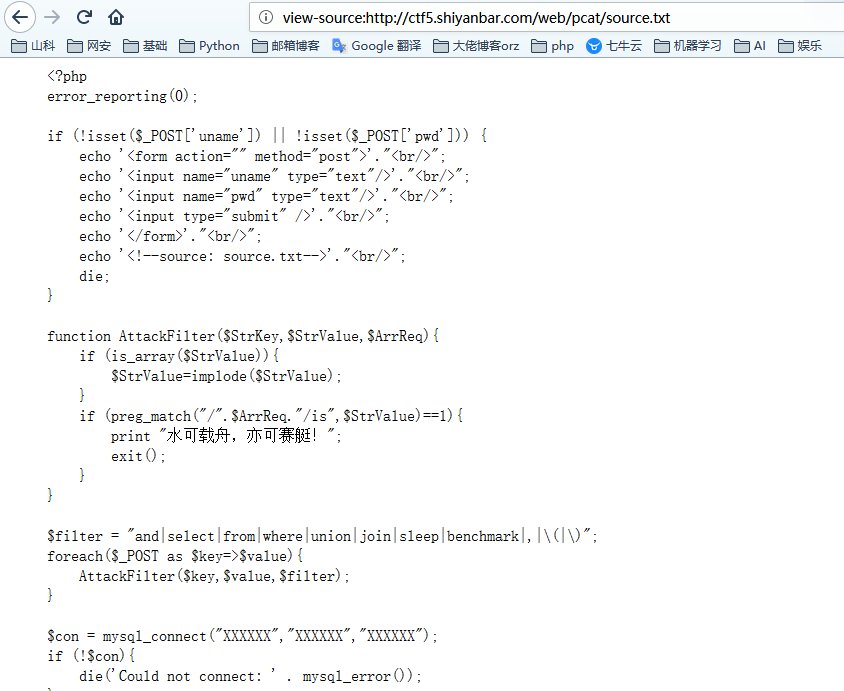 view-source:http://ctf5.shiyanbar.com/web/pcat/source.txt
山科 网安 基础 Python 邮箱博客 Google 翻译 大佬博客orz php 七牛云 机器学习 AI 娱乐
<?php
error_reporting(0);
if (!isset($_POST['uname']) || !isset($_POST['pwd'])) {
    echo '<form action="" method="post">'."<br/>";
    echo '<input name="uname" type="text"/>'."<br/>";
    echo '<input name="pwd" type="text"/>'."<br/>";
    echo '<input type="submit" />'."<br/>";
    echo '</form>'."<br/>";
    echo '<!--source: source.txt-->'."<br/>";
    die;
}
function AttackFilter($StrKey,$StrValue,$ArrReq){
    if (is_array($StrValue)){
        $StrValue=implode($StrValue);
    }
    if (preg_match("/".$ArrReq."/is",$StrValue)==1){
        print "水可载舟，亦可赛艇！";
        exit();
    }
}
$filter = "and|select|from|where|union|join|sleep|benchmark|,|\(|\)";
foreach($_POST as $key=>$value){
    AttackFilter($key,$value,$filter);
}
$con = mysql_connect("XXXXXX","XXXXXX","XXXXXX");
if (!$con){
    die('Could not connect: ' . mysql_error());